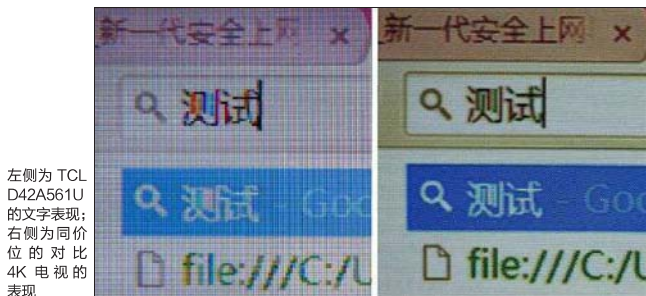 左侧为 TCL
D42A561U
的文字表现；
右侧为同价
位的对比
4K 电视的
表现
新一代安全上网 ×
测试
测试 - Goo
file:///C:/U
新一代安全上网 ×
测试
测试 - Goo
file:///C:/U